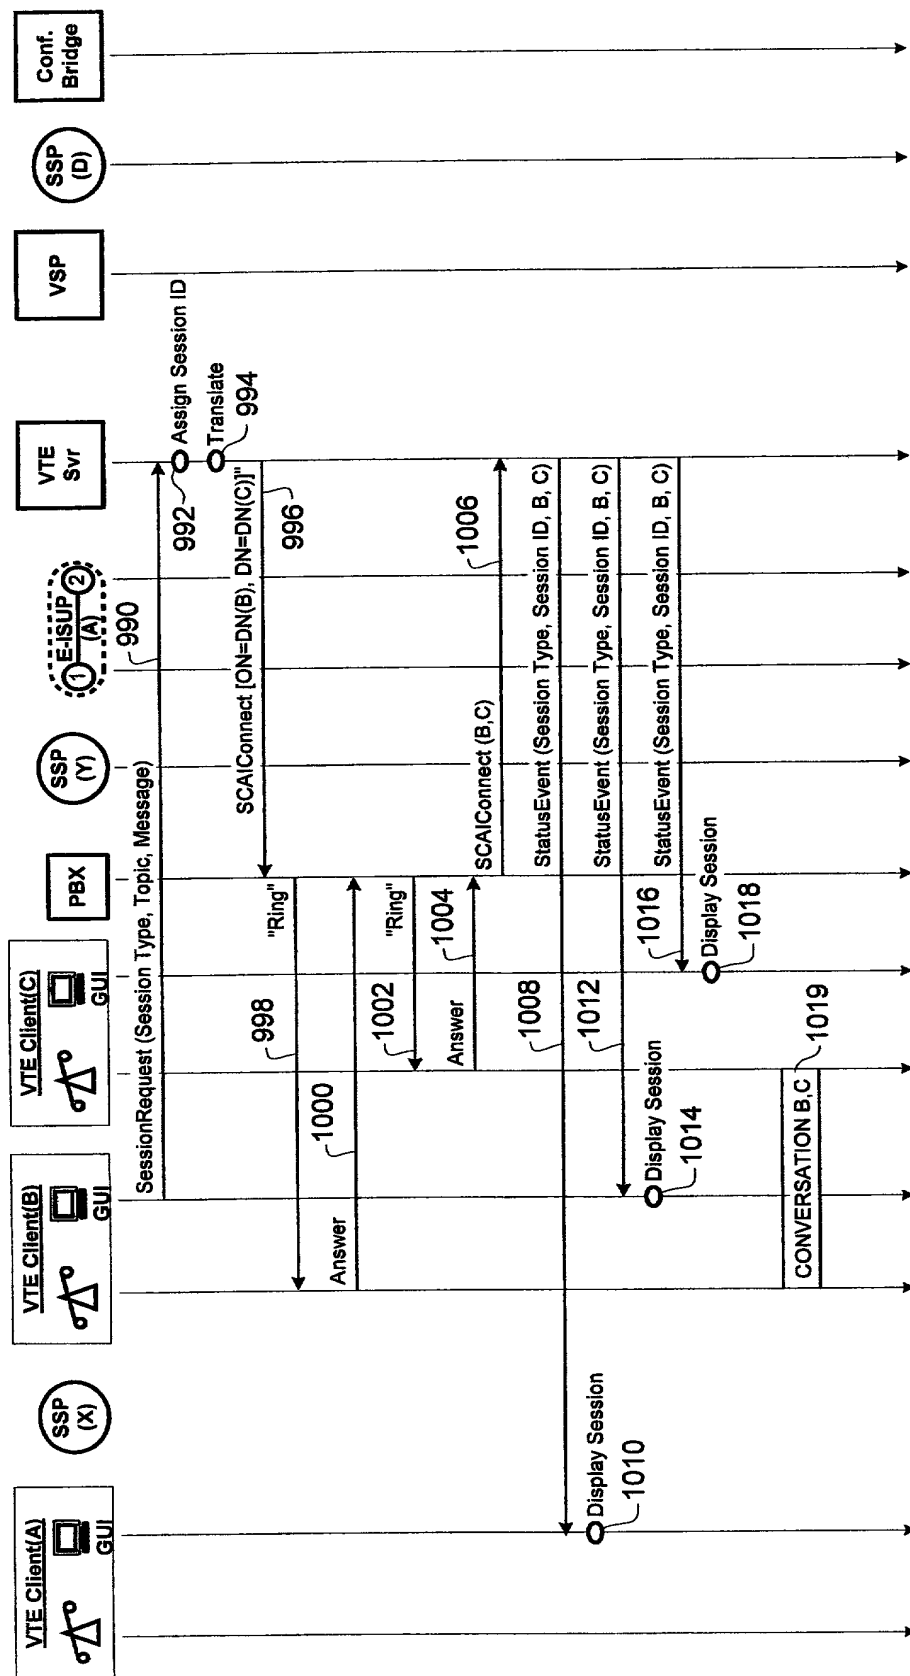 VTE Client(A)
GUI
SSP
(X)
VTE Client(B)
GUI
VTE Client(C)
GUI
PBX
SSP
(Y)
E-ISUP
(A)
1
2
VTE
Svr
VSP
SSP
(D)
Conf.
Bridge
SessionRequest (Session Type, Topic, Message)
990
Assign Session ID
992
Translate
994
SCAIConnect [ON=DN(B), DN=DN(C)]"
996
"Ring"
998
Answer
1000
"Ring"
1002
Answer
1004
SCAIConnect (B,C)
1006
StatusEvent (Session Type, Session ID, B, C)
1008
Display Session
1010
StatusEvent (Session Type, Session ID, B, C)
1012
Display Session
1014
StatusEvent (Session Type, Session ID, B, C)
1016
Display Session
1018
CONVERSATION B,C
1019